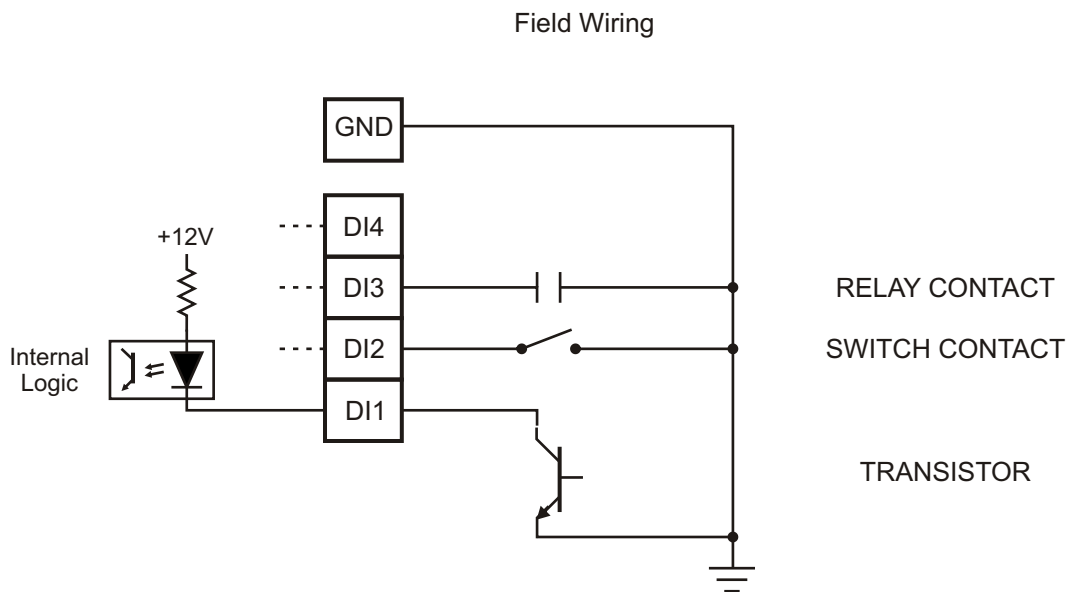 Field Wiring
GND
DI4
+12V
DI3
RELAY CONTACT
DI2
SWITCH CONTACT
Internal
Logic
DI1
TRANSISTOR